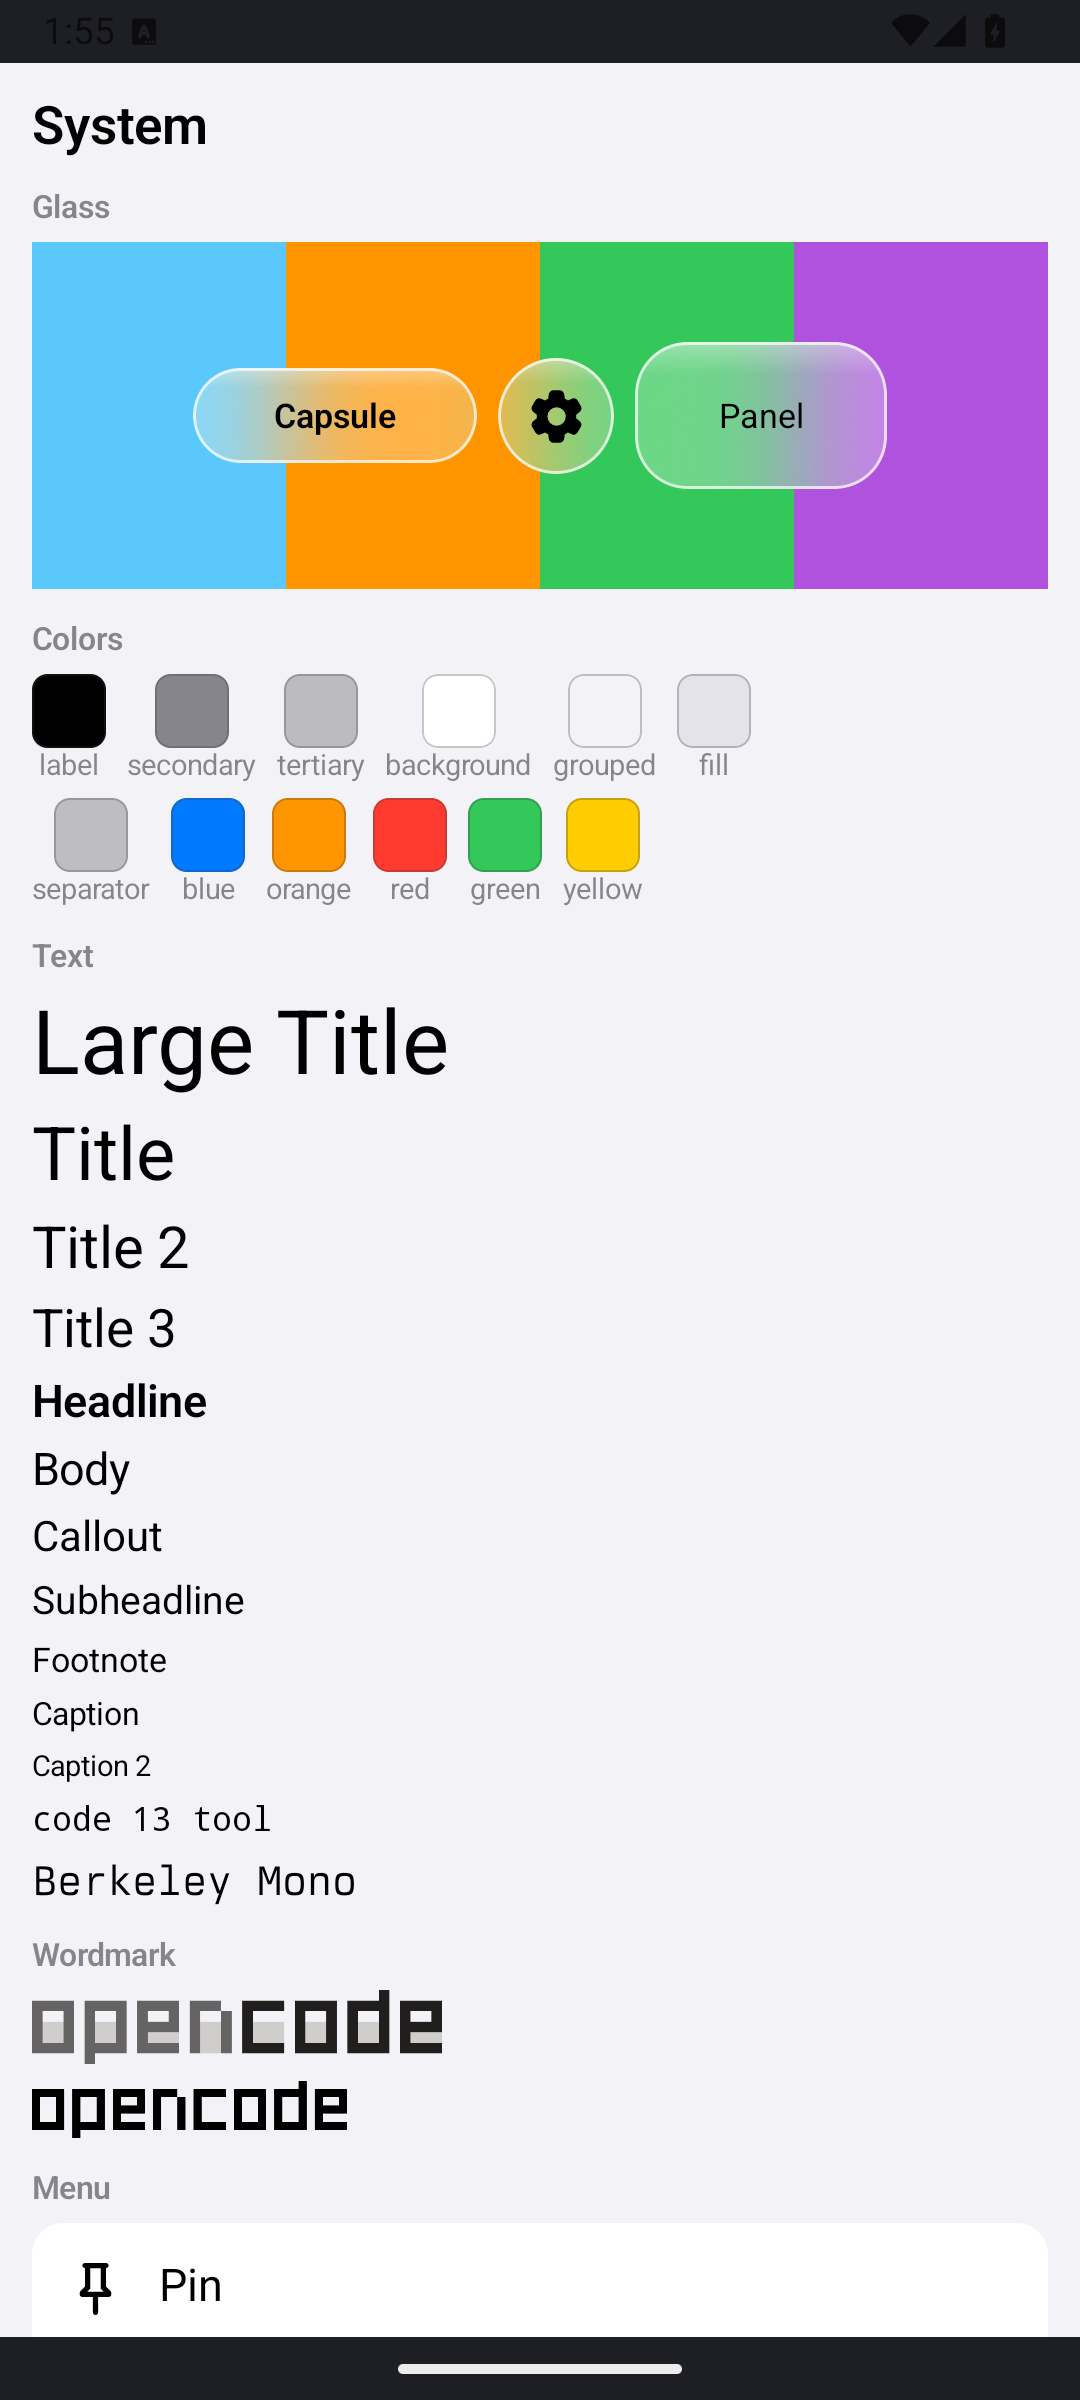 1:55
System
Glass
Capsule
Panel
Colors
label secondary tertiary background grouped fill
separator blue orange red green yellow
Text
Large Title
Title
Title 2
Title 3
Headline
Body
Callout
Subheadline
Footnote
Caption
Caption 2
code 13 tool
Berkeley Mono
Wordmark
opencode
opencode
Menu
Pin